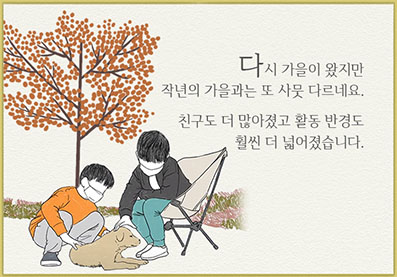 다시 가을이 왔지만
작년의 가을과는 또 사뭇 다르네요.
친구도 더 많아졌고 활동 반경도
훨씬 더 넓어졌습니다.